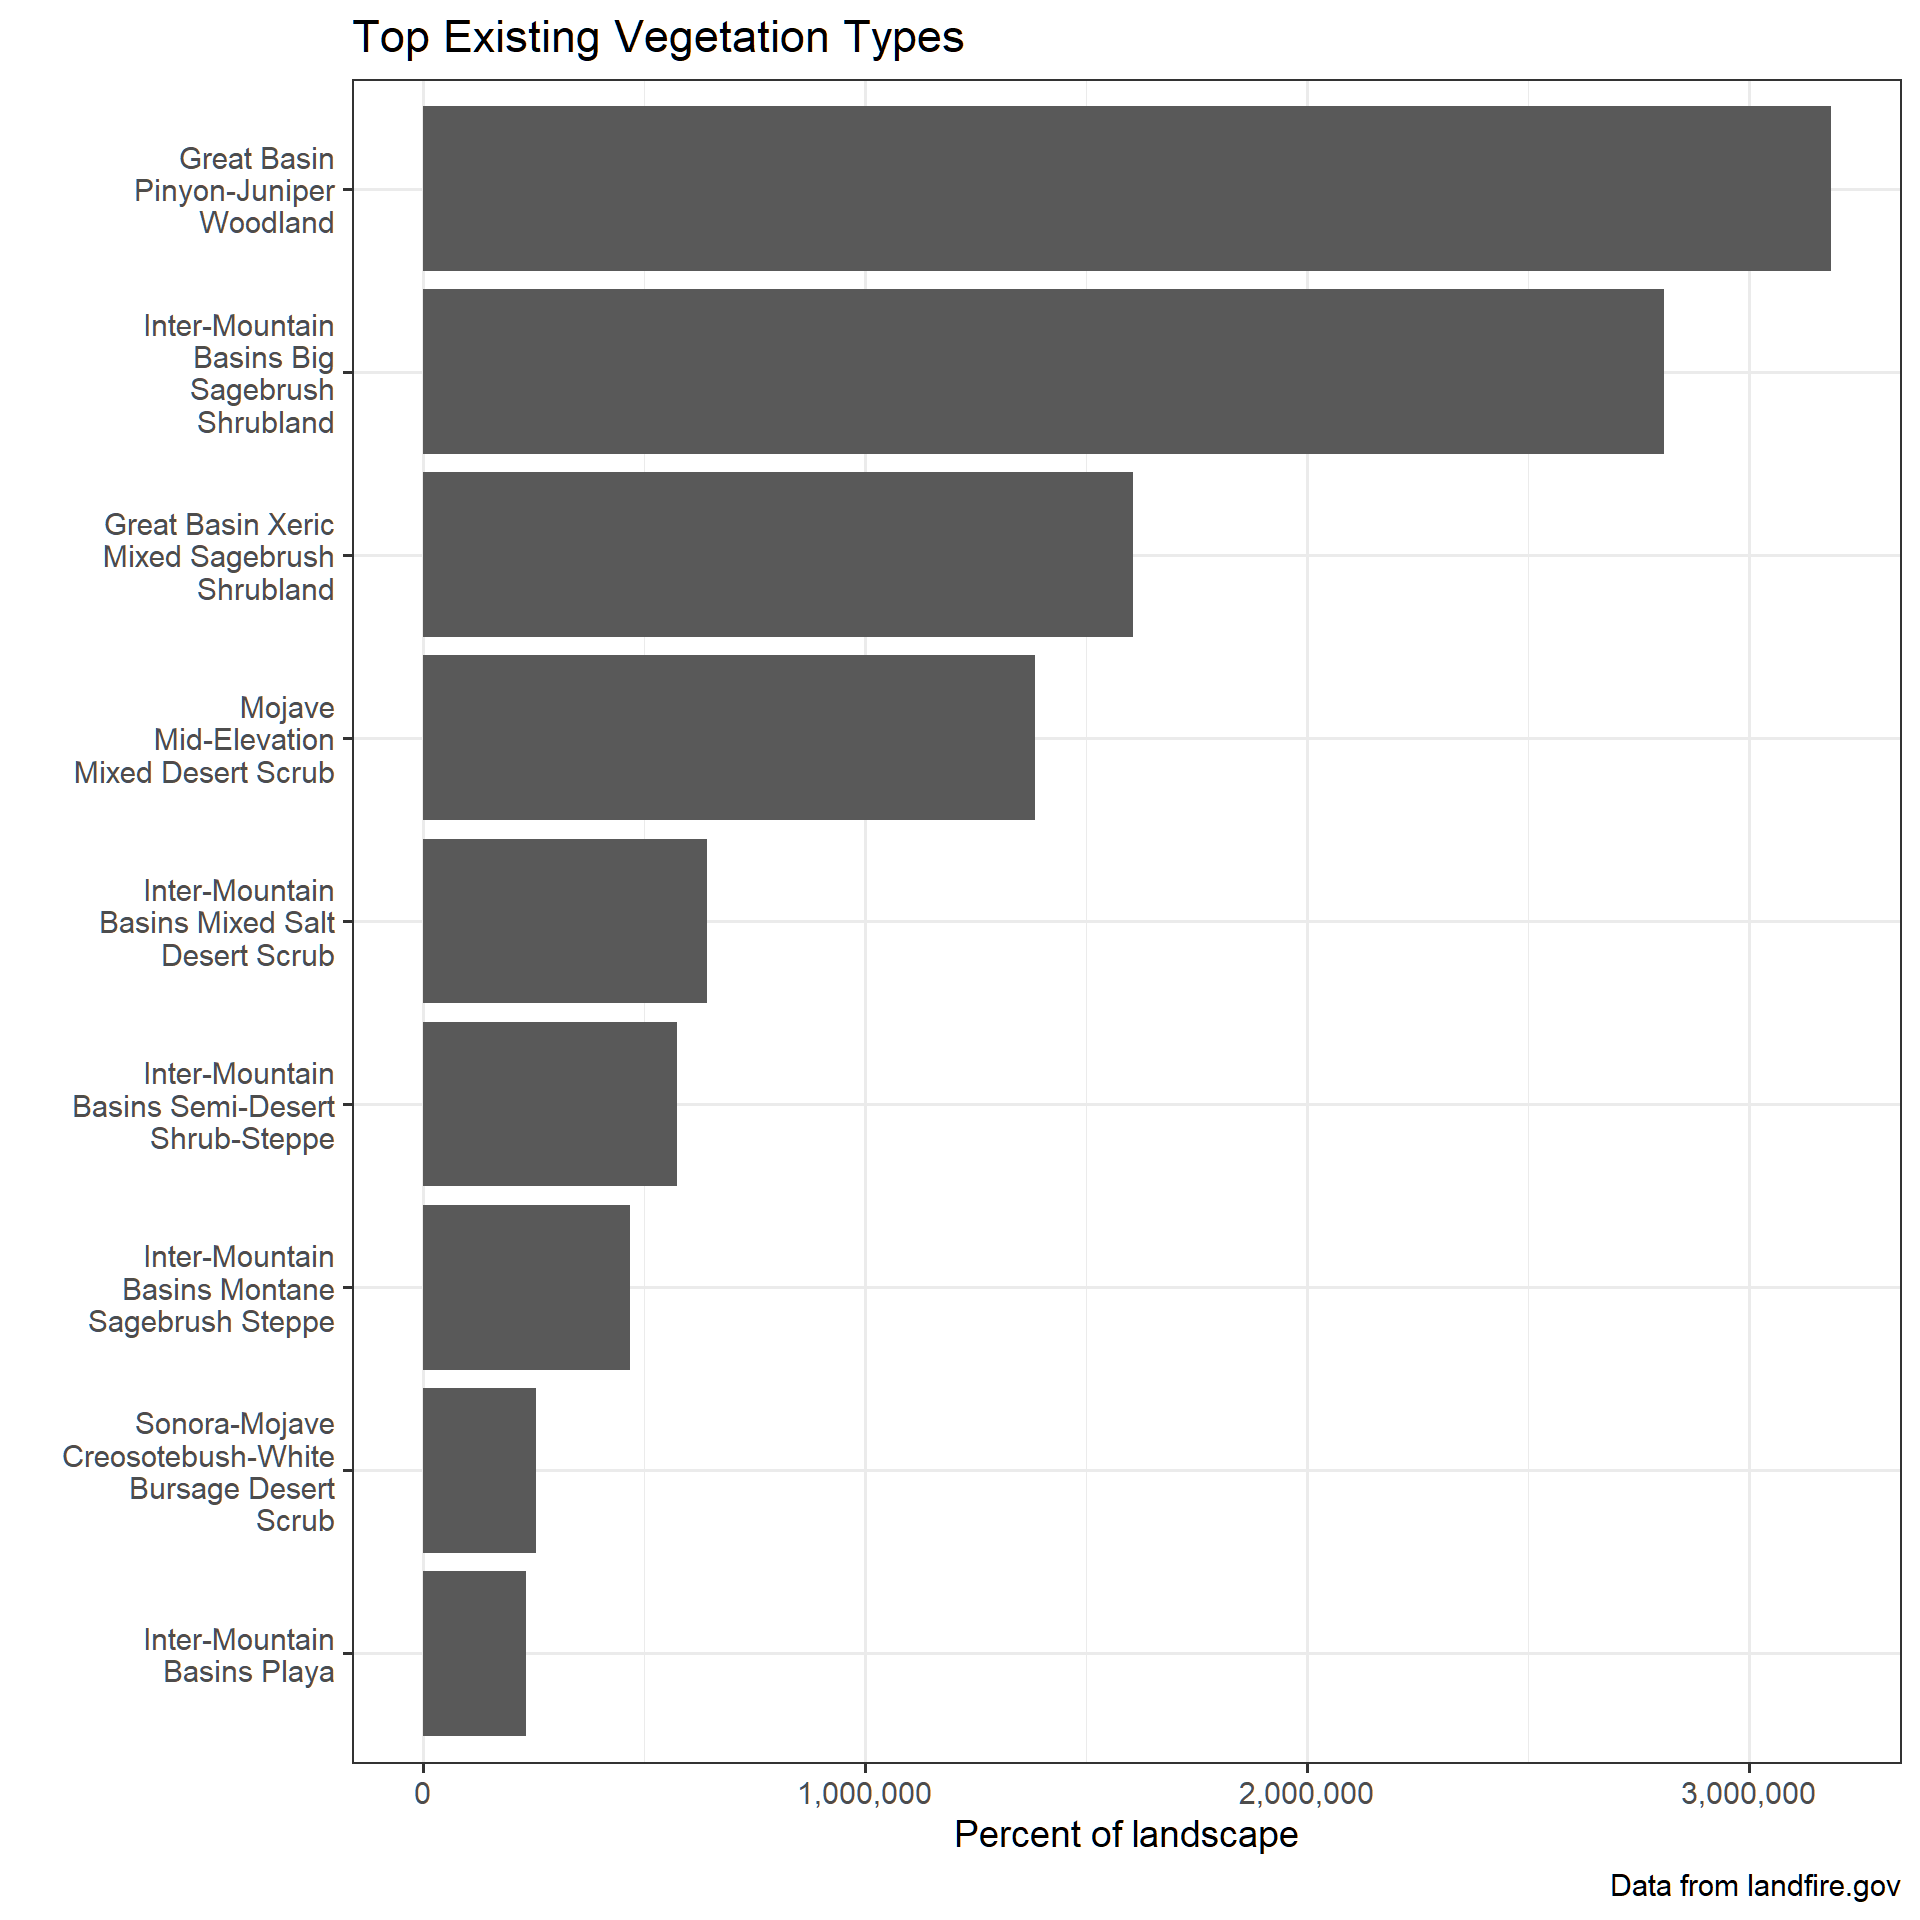 Top Existing Vegetation Types
Great Basin
Pinyon-Juniper
Woodland
Inter-Mountain
Basins Big
Sagebrush
Shrubland
Great Basin Xeric
Mixed Sagebrush
Shrubland
Mojave
Mid-Elevation
Mixed Desert Scrub
Inter-Mountain
Basins Mixed Salt
Desert Scrub
Inter-Mountain
Basins Semi-Desert
Shrub-Steppe
Inter-Mountain
Basins Montane
Sagebrush Steppe
Sonora-Mojave
Creosotebush-White
Bursage Desert
Scrub
Inter-Mountain
Basins Playa
0 1,000,000 2,000,000 3,000,000
Percent of landscape
Data from landfire.gov